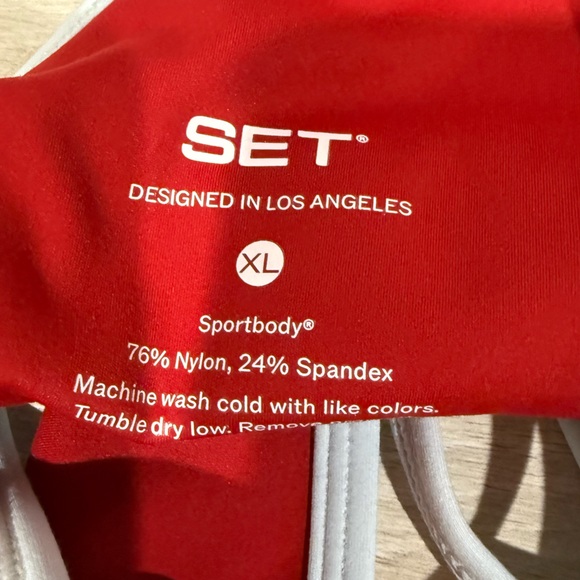 SET®
DESIGNED IN LOS ANGELES
XL
Sportbody®
76% Nylon, 24% Spandex
Machine wash cold with like colors.
Tumble dry low. Remove